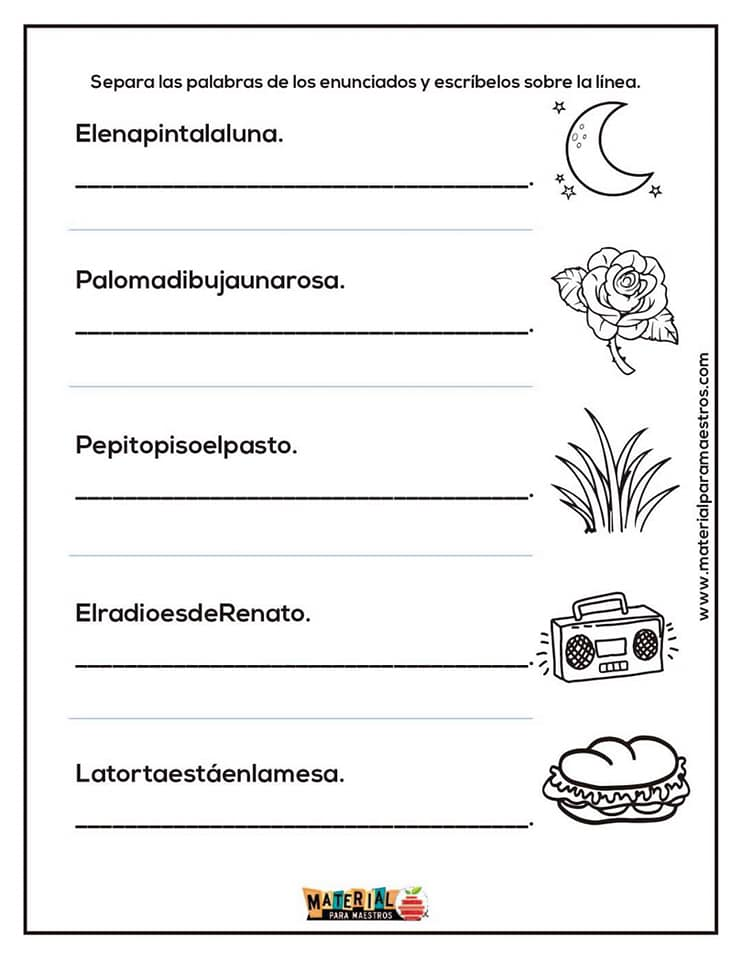 Separa las palabras de los enunciados y escríbelos sobre la línea.
Elenapintalaluna.
Palomadibujaunarosa.
Pepitopisoelpasto.
ElradioesdeRenato.
Latortaestáenlamesa.
www.materialparamaestros.com
MATERIAL
PARA MAESTROS